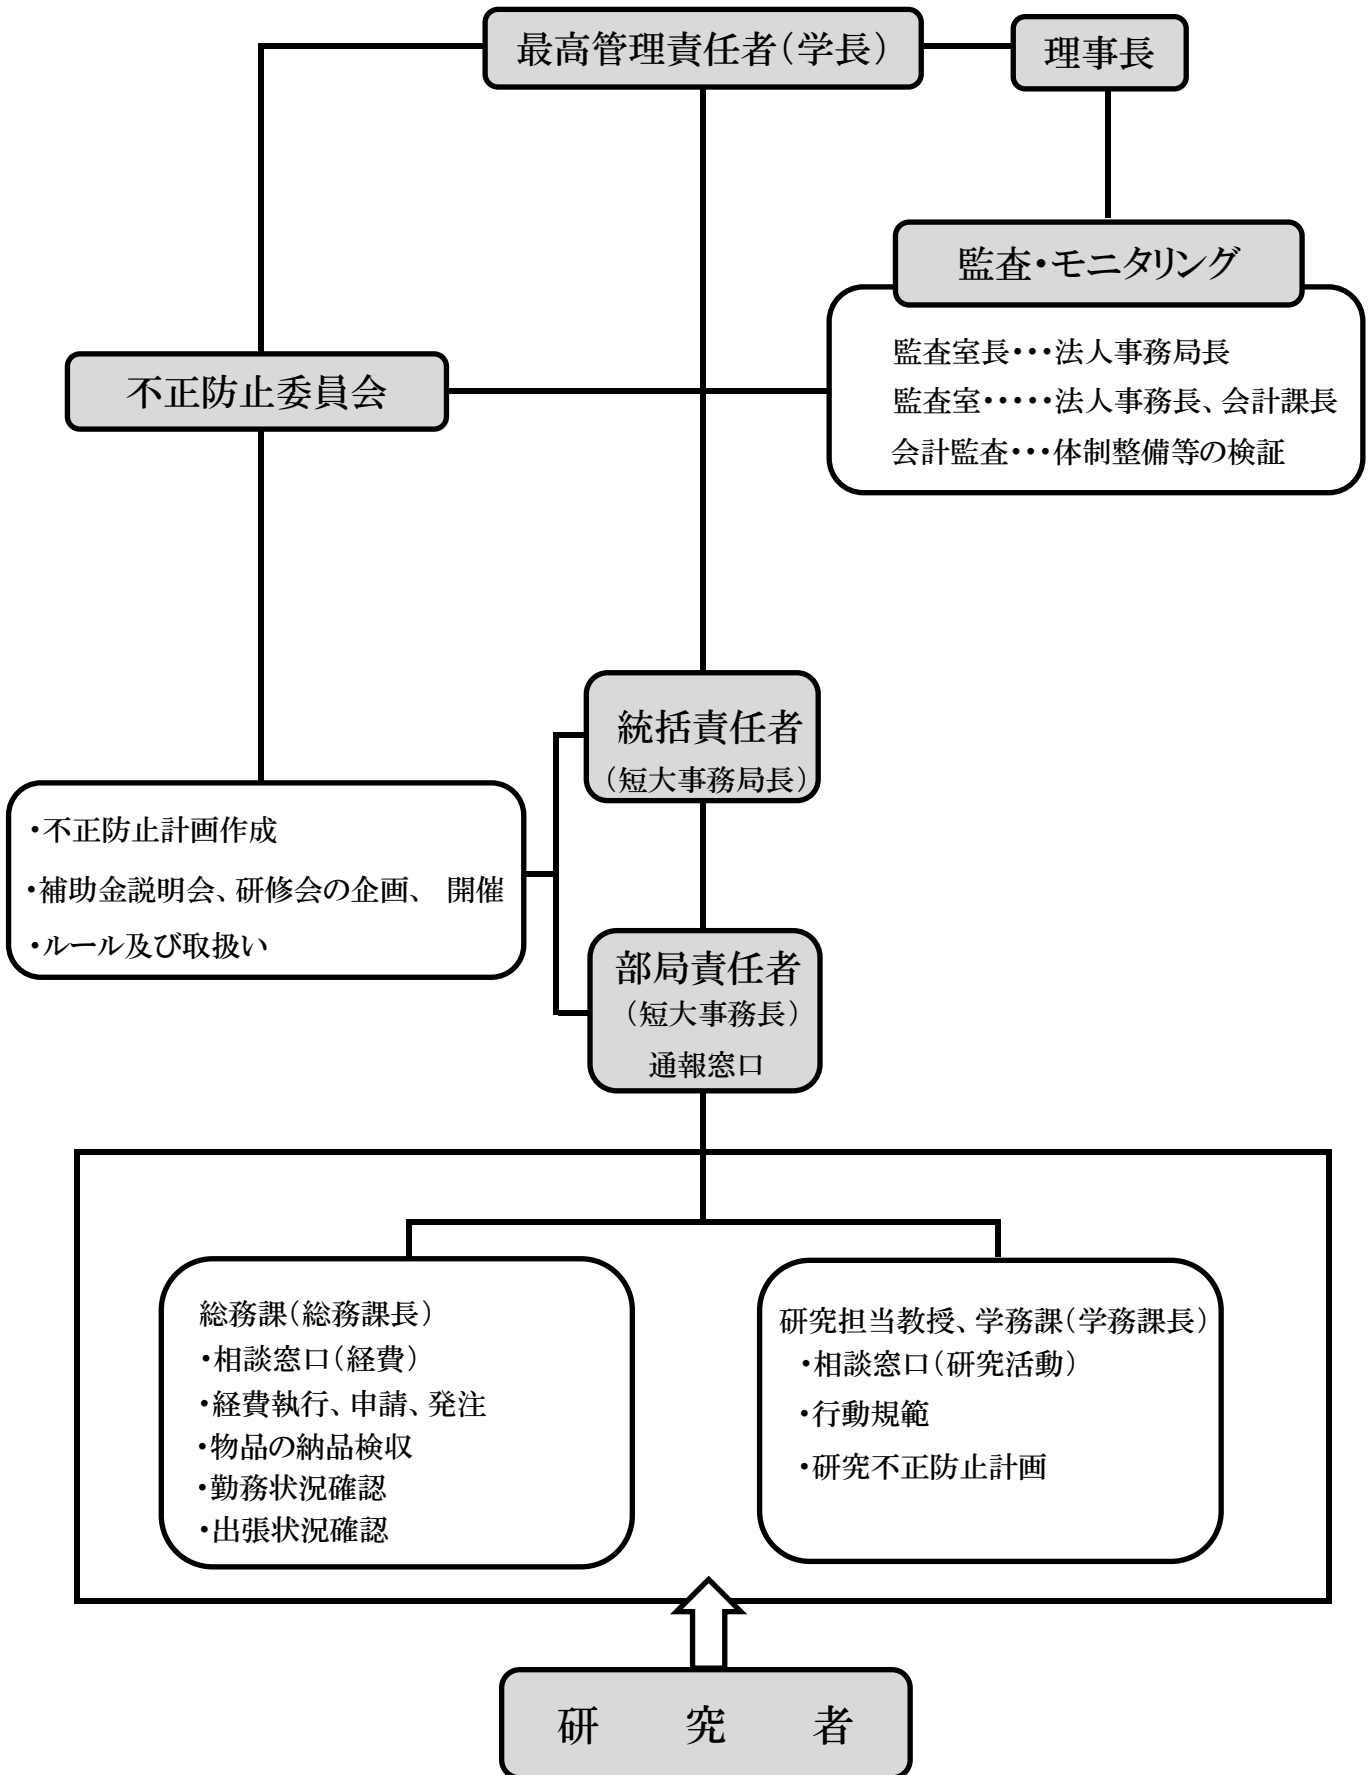 最高管理責任者（学長）
理事長
監査・モニタリング
監査室長・・・法人事務局長
監査室・・・・・法人事務長、会計課長
会計監査・・・体制整備等の検証
不正防止委員会
統括責任者
（短大事務局長）
・不正防止計画作成
・補助金説明会、研修会の企画、 開催
・ルール及び取扱い
部局責任者
（短大事務長）
通報窓口
総務課（総務課長）
・相談窓口（経費）
・経費執行、申請、発注
・物品の納品検収
・勤務状況確認
・出張状況確認
研究担当教授、学務課（学務課長）
・相談窓口（研究活動）
・行動規範
・研究不正防止計画
研　究　者